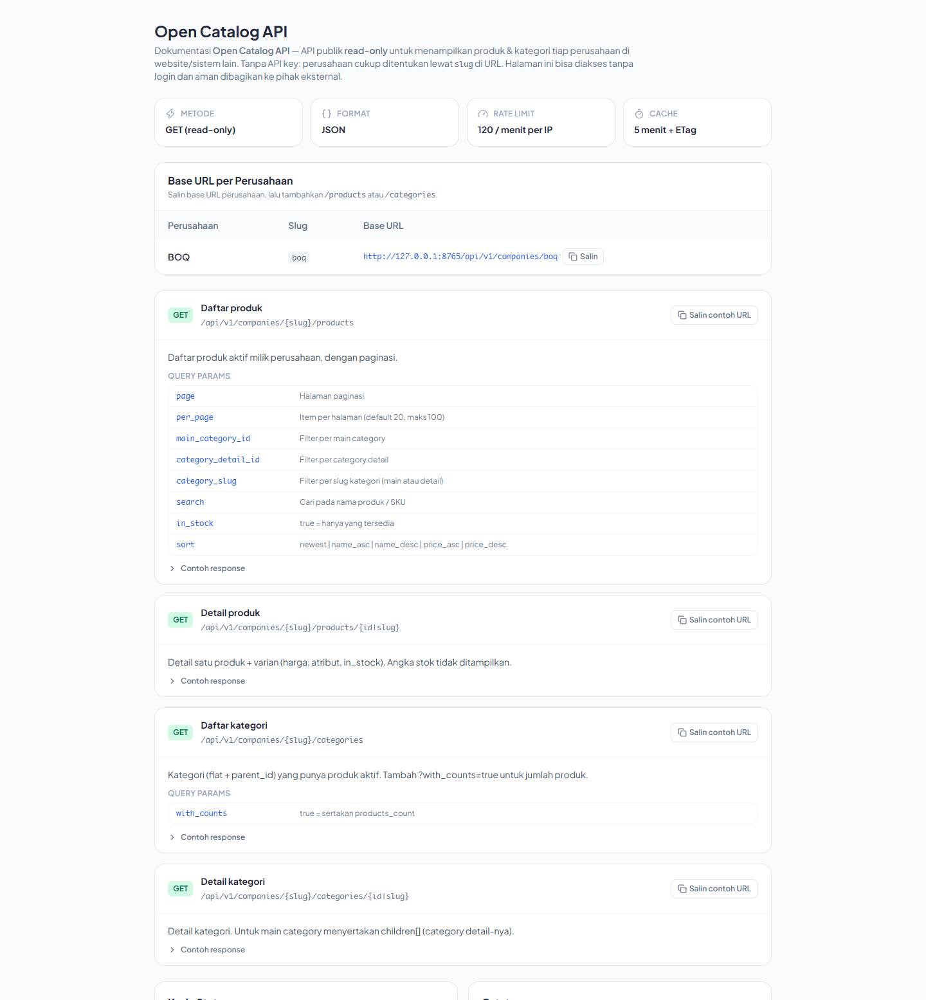 Open Catalog API
Dokumentasi Open Catalog API — API publik read-only untuk menampilkan produk & kategori tiap perusahaan di
website/sistem lain. Tanpa API key: perusahaan cukup ditentukan lewat slug di URL. Halaman ini bisa diakses tanpa
login dan aman dibagikan ke pihak eksternal.
METODE
GET (read-only)
FORMAT
JSON
RATE LIMIT
120 / menit per IP
CACHE
5 menit + ETag
Base URL per Perusahaan
Salin base URL perusahaan, lalu tambahkan /products atau /categories.
Perusahaan Slug Base URL
BOQ boq http://127.0.0.1:8765/api/v1/companies/boq Salin
GET
Daftar produk
/api/v1/companies/{slug}/products
Salin contoh URL
Daftar produk aktif milik perusahaan, dengan paginasi.
QUERY PARAMS
page Halaman paginasi
per_page Item per halaman (default 20, maks 100)
main_category_id Filter per main category
category_detail_id Filter per category detail
category_slug Filter per slug kategori (main atau detail)
search Cari pada nama produk / SKU
in_stock true = hanya yang tersedia
sort newest | name_asc | name_desc | price_asc | price_desc
Contoh response
GET
Detail produk
/api/v1/companies/{slug}/products/{id|slug}
Salin contoh URL
Detail satu produk + varian (harga, atribut, in_stock). Angka stok tidak ditampilkan.
Contoh response
GET
Daftar kategori
/api/v1/companies/{slug}/categories
Salin contoh URL
Kategori (flat + parent_id) yang punya produk aktif. Tambah ?with_counts=true untuk jumlah produk.
QUERY PARAMS
with_counts true = sertakan products_count
Contoh response
GET
Detail kategori
/api/v1/companies/{slug}/categories/{id|slug}
Salin contoh URL
Detail kategori. Untuk main category menyertakan children[] (category detail-nya).
Contoh response